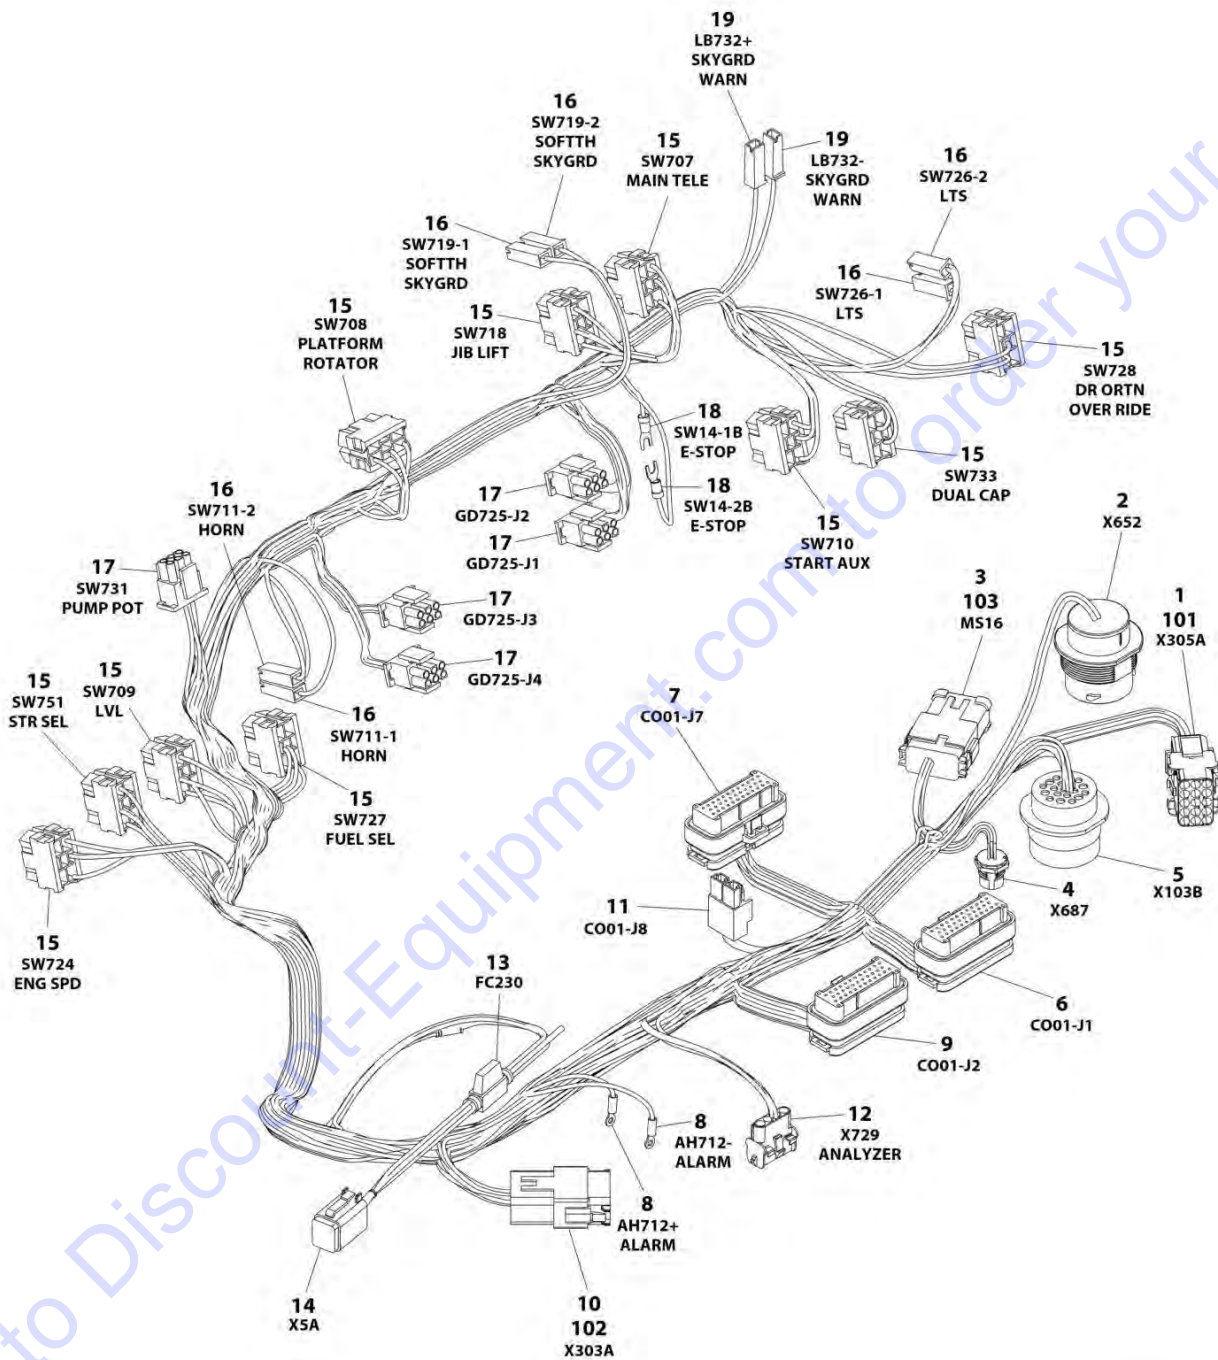 19
LB732+
SKYGRD
WARN
16
SW719-2
SOFTTH
SKYGRD
15
SW707
MAIN TELE
19
LB732-
SKYGRD
WARN
16
SW726-2
LTS
16
SW719-1
SOFTTH
SKYGRD
16
SW726-1
LTS
15
SW708
PLATFORM
ROTATOR
15
SW718
JIB LIFT
15
SW728
DR ORTN
OVER RIDE
18
SW14-1B
E-STOP
15
SW733
DUAL CAP
16
SW711-2
HORN
17
GD725-J2
18
SW14-2B
E-STOP
17
GD725-J1
15
SW710
START AUX
2
X652
17
SW731
PUMP POT
3
103
MS16
1
101
X305A
17
GD725-J3
17
GD725-J4
15
SW751
STR SEL
15
SW709
LVL
16
SW711-1
HORN
7
CO01-J7
15
SW727
FUEL SEL
5
X103B
4
X687
11
CO01-J8
15
SW724
ENG SPD
13
FC230
6
CO01-J1
9
CO01-J2
12
X729
ANALYZER
8
AH712-
ALARM
8
AH712+
ALARM
14
X5A
10
102
X303A
to Discount-Equipment.com to order your